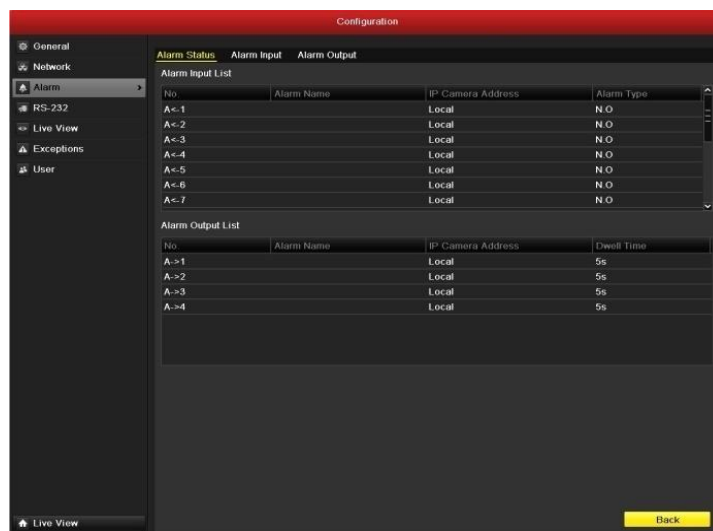 Configuration
General
Network
Alarm
RS-232
Live View
Exceptions
User
Alarm Status Alarm Input Alarm Output
Alarm Input List
No. Alarm Name IP Camera Address Alarm Type
A<-1 Local N.O
A<-2 Local N.O
A<-3 Local N.O
A<-4 Local N.O
A<-5 Local N.O
A<-6 Local N.O
A<-7 Local N.O
Alarm Output List
No. Alarm Name IP Camera Address Dwell Time
A->1 Local 5s
A->2 Local 5s
A->3 Local 5s
A->4 Local 5s
Live View
Back